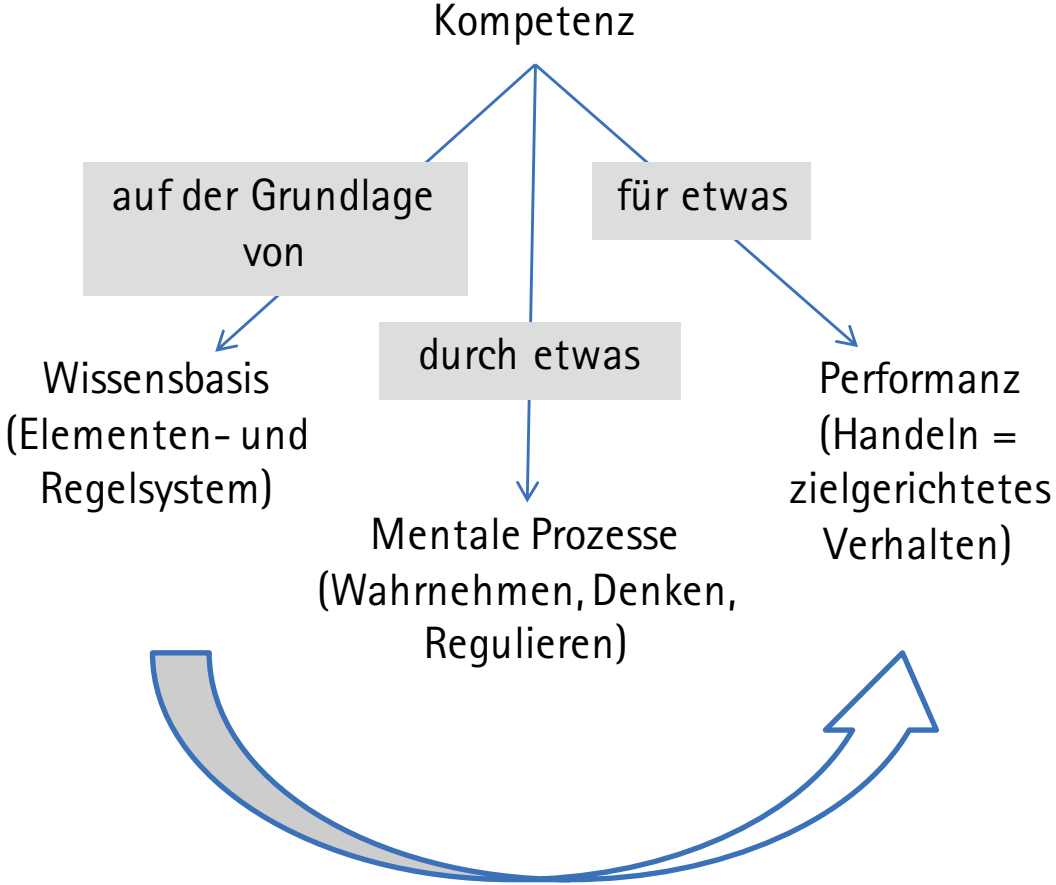 Kompetenz
auf der Grundlage
von
für etwas
durch etwas
Wissensbasis
(Elementen- und
Regelsystem)
Mentale Prozesse
(Wahrnehmen, Denken,
Regulieren)
Performanz
(Handeln =
zielgerichtetes
Verhalten)